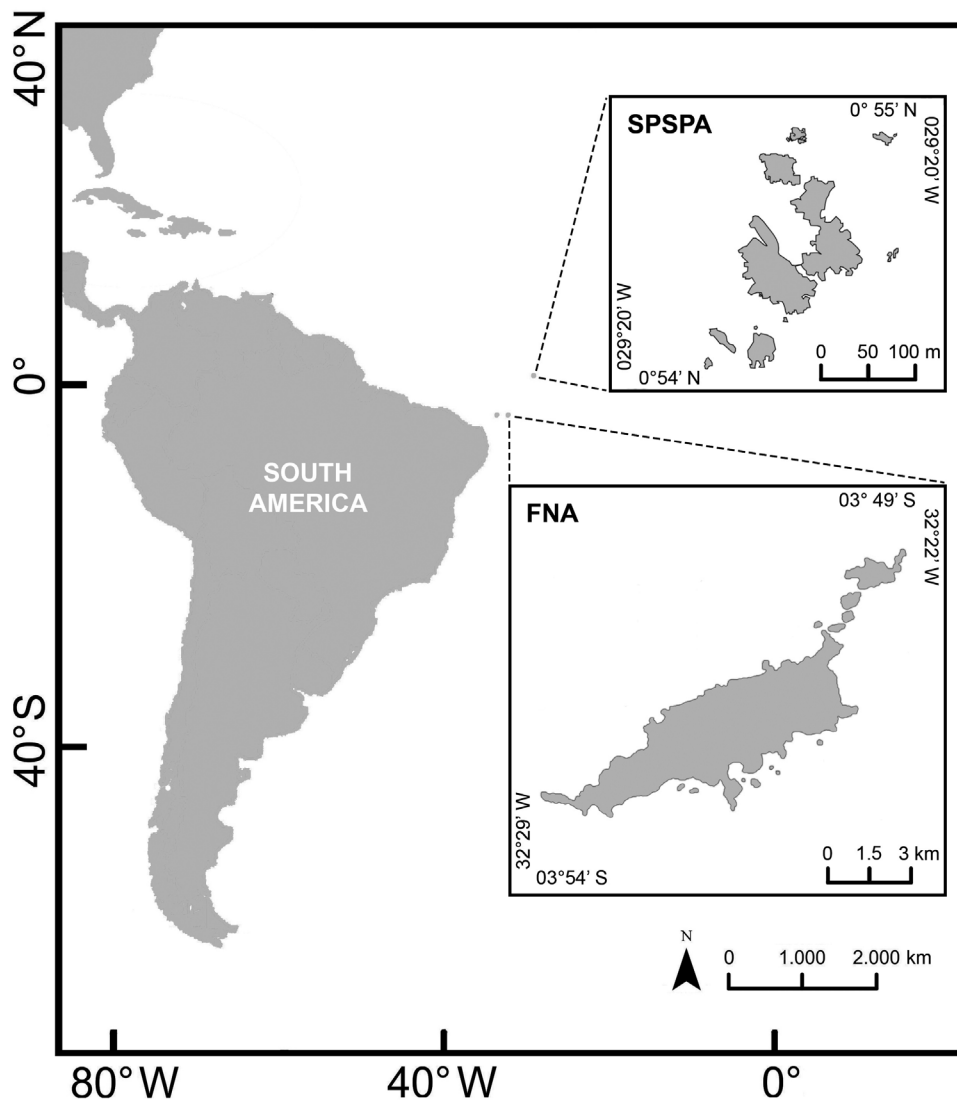 40°N
0°
40°S
80°W
40°W
0°
SOUTH
AMERICA
SPSPA
0° 55' N
029°20' W
029°20' W
0°54' N
0 50 100 m
FNA
03° 49' S
32°22' W
32°29' W
03°54' S
0 1.5 3 km
N
0 1.000 2.000 km